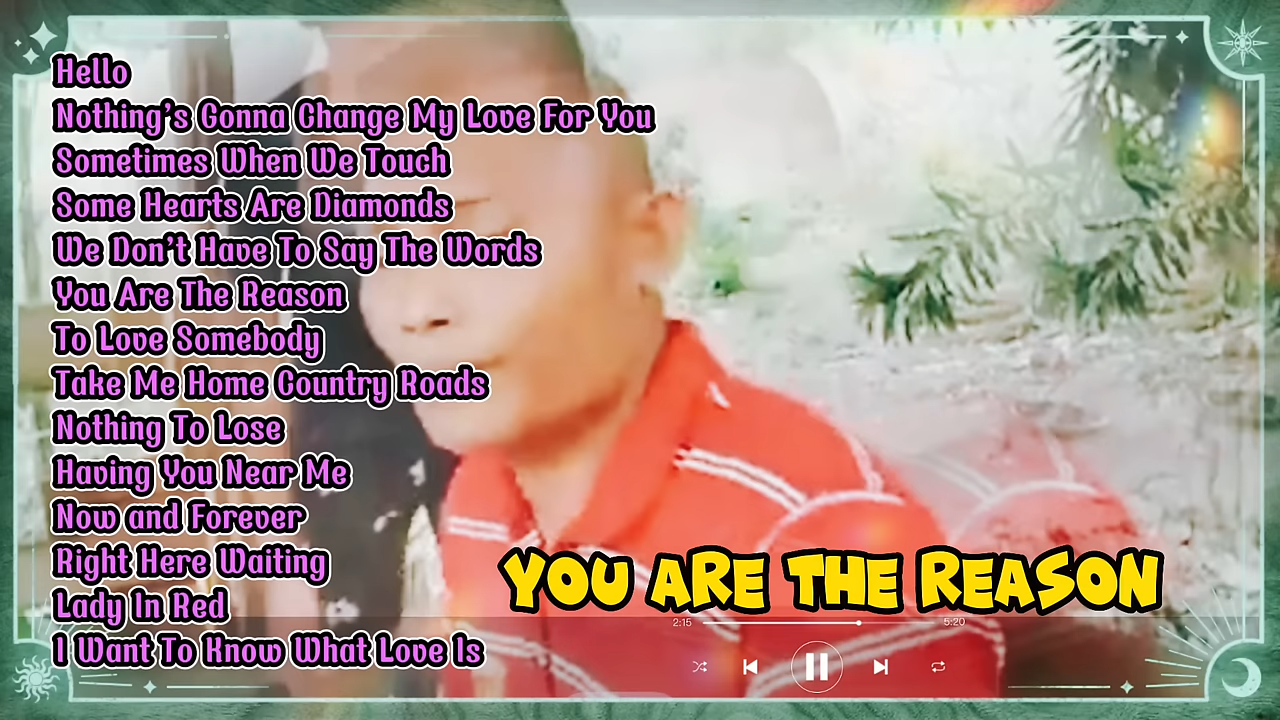 Hello
Nothing's Gonna Change My Love For You
Sometimes When We Touch
Some Hearts Are Diamonds
We Don't Have To Say The Words
You Are The Reason
To Love Somebody
Take Me Home Country Roads
Nothing To Lose
Having You Near Me
Now and Forever
Right Here Waiting
Lady In Red
I Want To Know What Love Is
YOU ARE THE REASON
2:15 5:20